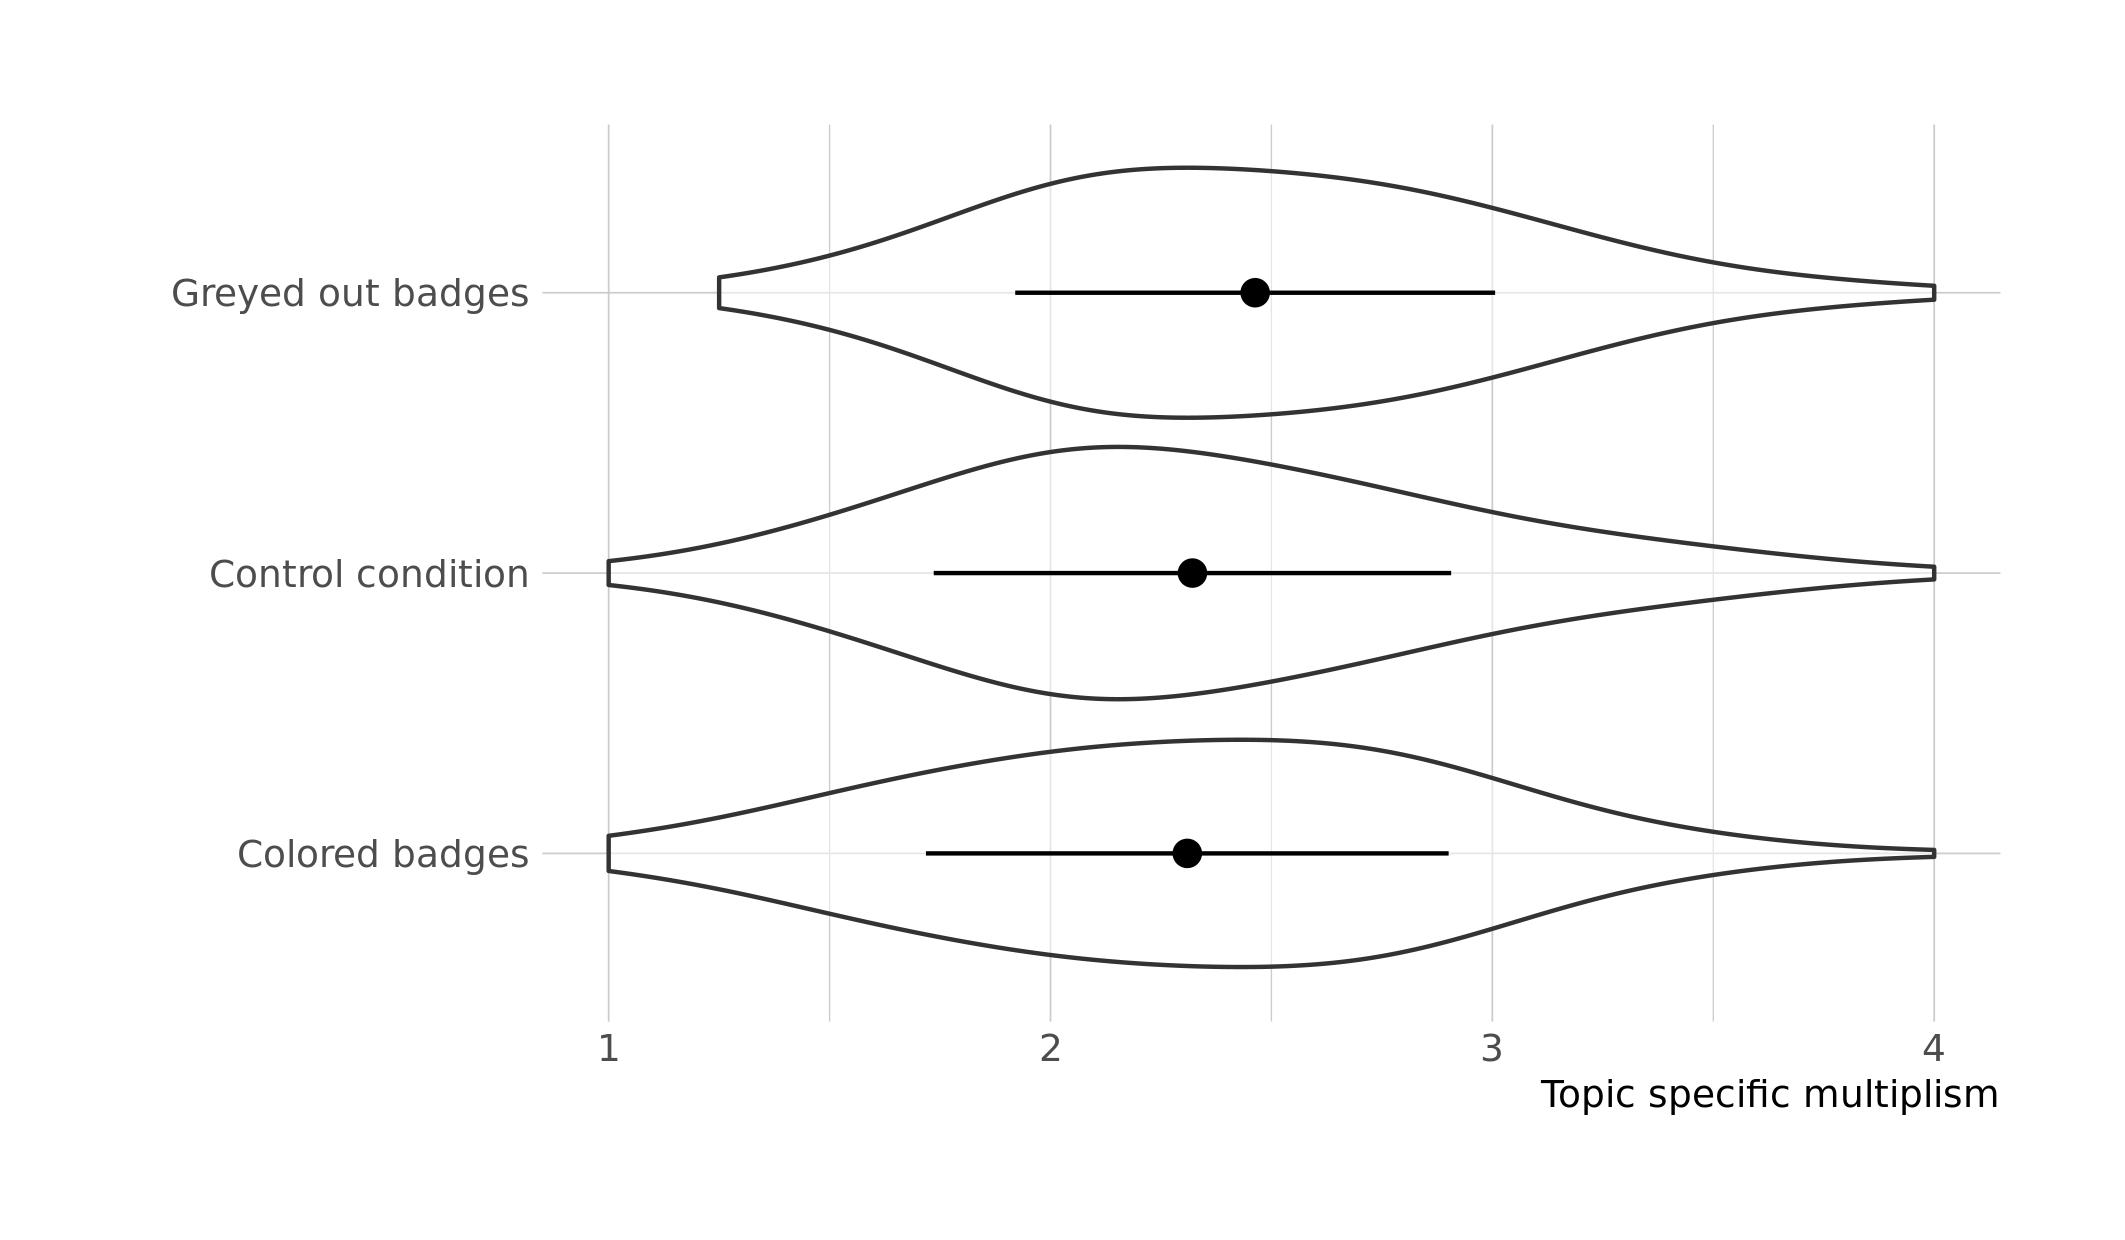 Greyed out badges
Control condition
Colored badges
1 2 3 4
Topic specific multiplism